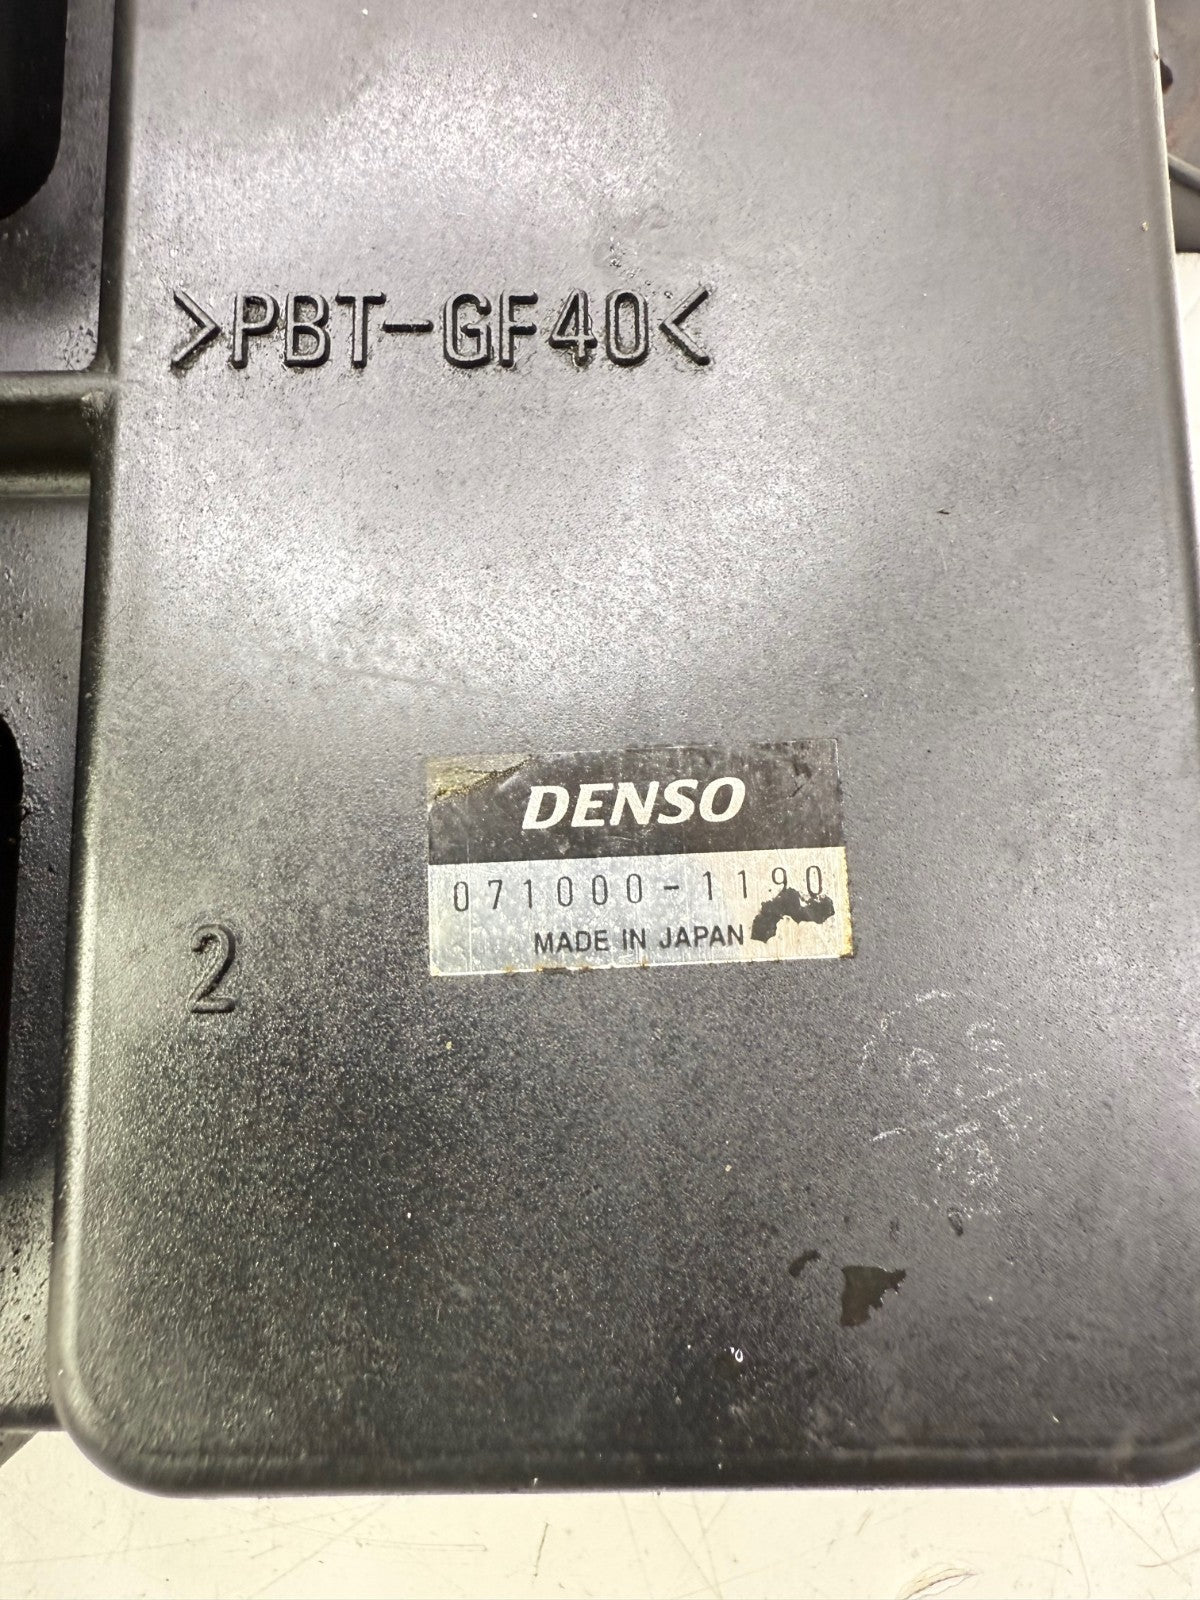 >PBT-GF40<
DENSO
071000-1190
MADE IN JAPAN
2